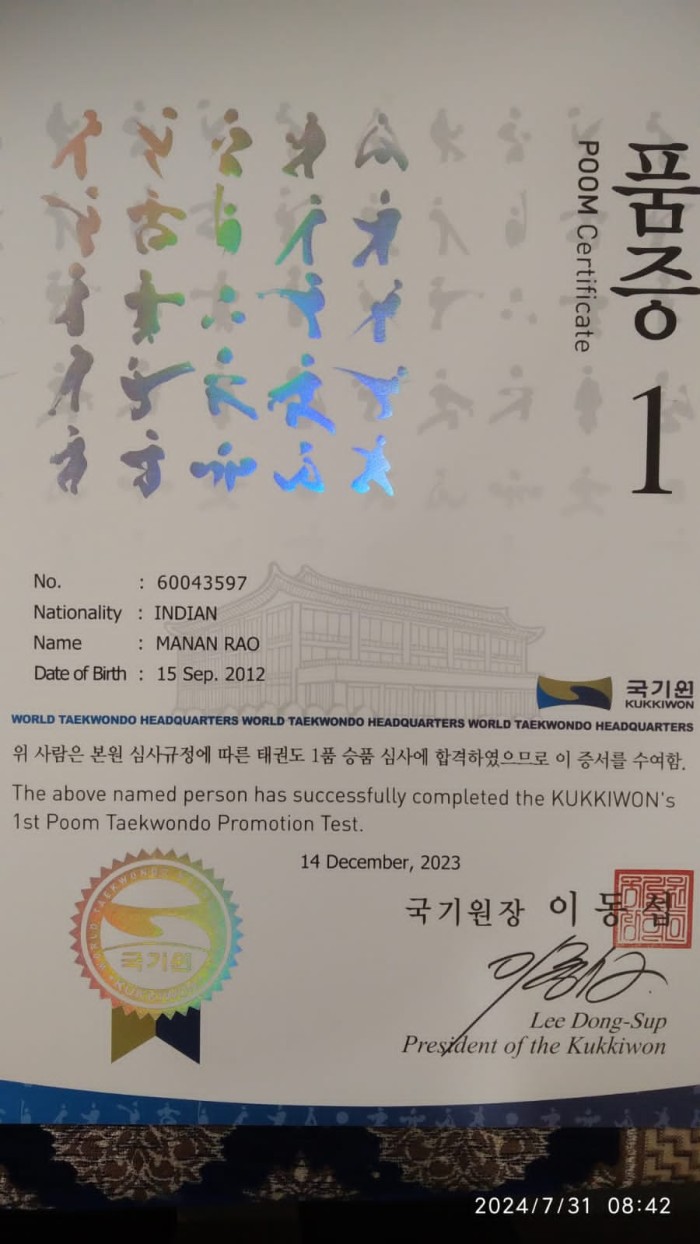 품증 1
POOM Certificate
No. : 60043597
Nationality : INDIAN
Name : MANAN RAO
Date of Birth : 15 Sep. 2012
국기원
KUKKIWON
WORLD TAEKWONDO HEADQUARTERS WORLD TAEKWONDO HEADQUARTERS WORLD TAEKWONDO HEADQUARTERS
위 사람은 본원 심사규정에 따른 태권도 1품 승품 심사에 합격하였으므로 이 증서를 수여함.
The above named person has successfully completed the KUKKIWON's
1st Poom Taekwondo Promotion Test.
14 December, 2023
국기원장 이동섭
국기원
KUKKIWON
Lee Dong-Sup
President of the Kukkiwon
2024/7/31 08:42